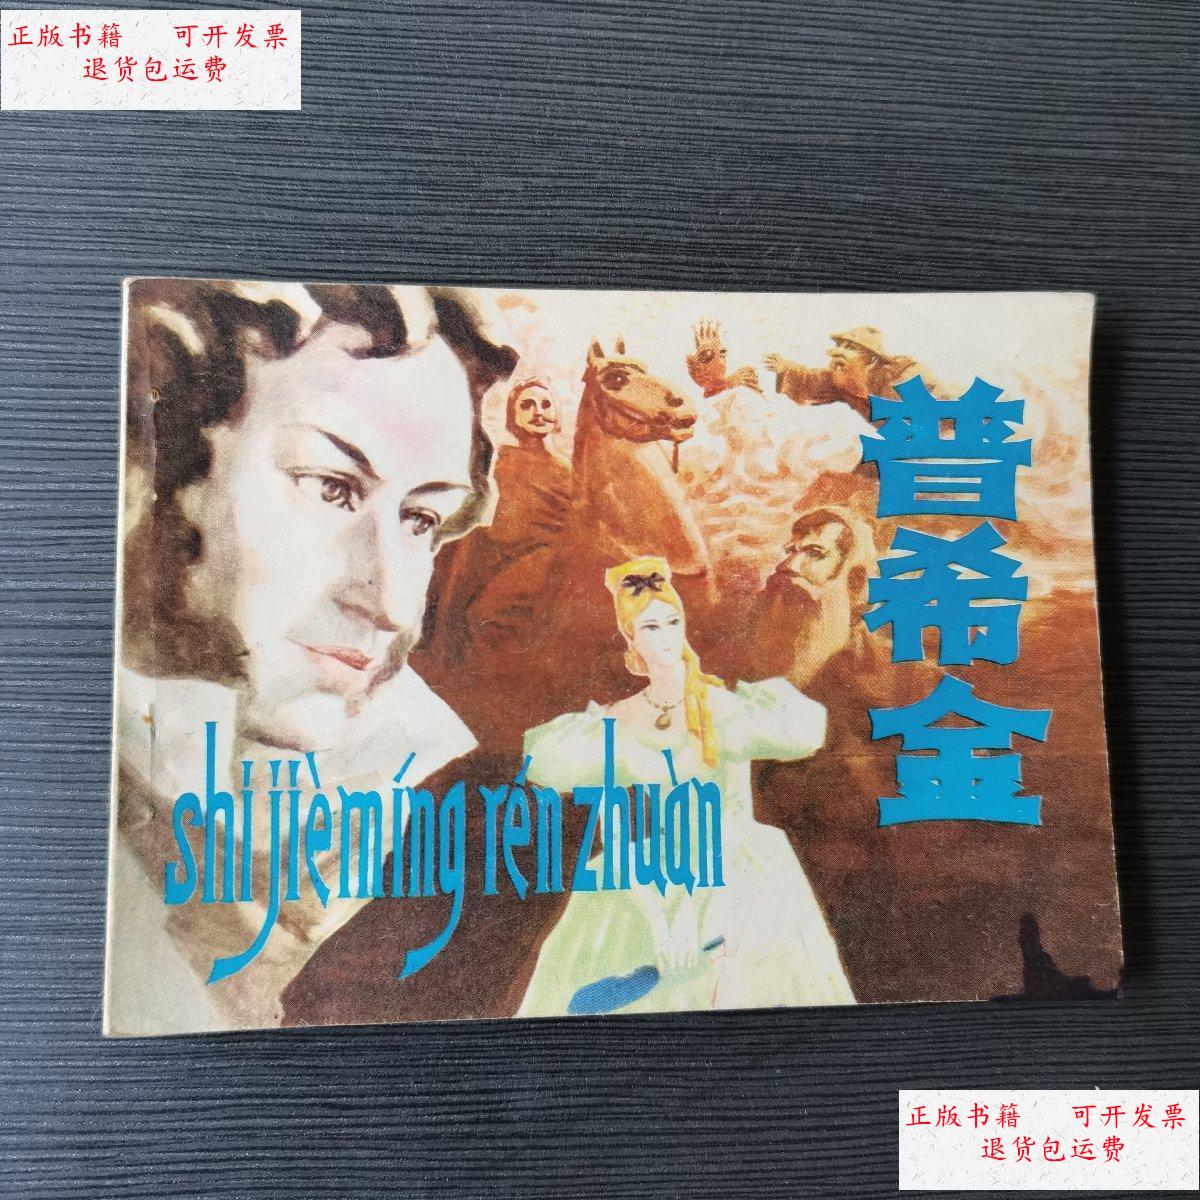 正版书籍 可开发票
退货包运费
普希金
shì jiè míng rén zhuàn
正版书籍 可开发票
退货包运费